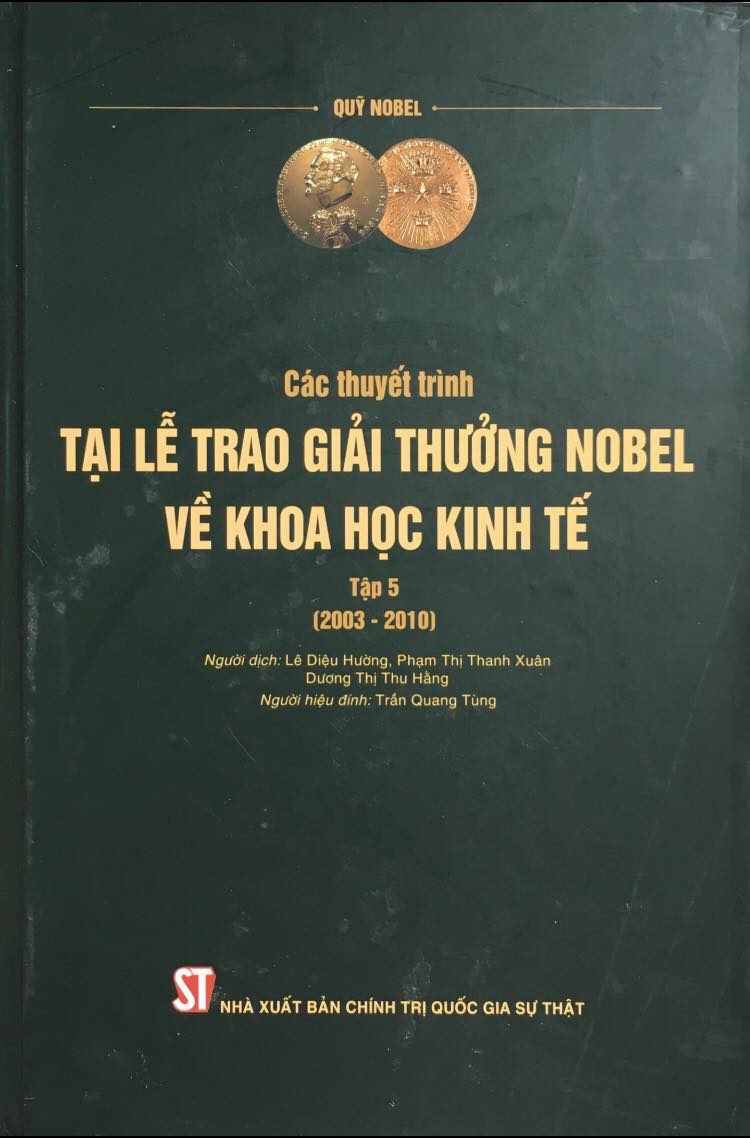 QUỸ NOBEL
Các thuyết trình
TẠI LỄ TRAO GIẢI THƯỞNG NOBEL
VỀ KHOA HỌC KINH TẾ
Tập 5
(2003 - 2010)
Người dịch: Lê Diệu Hường, Phạm Thị Thanh Xuân
Dương Thị Thu Hằng
Người hiệu đính: Trần Quang Tùng
ST NHÀ XUẤT BẢN CHÍNH TRỊ QUỐC GIA SỰ THẬT